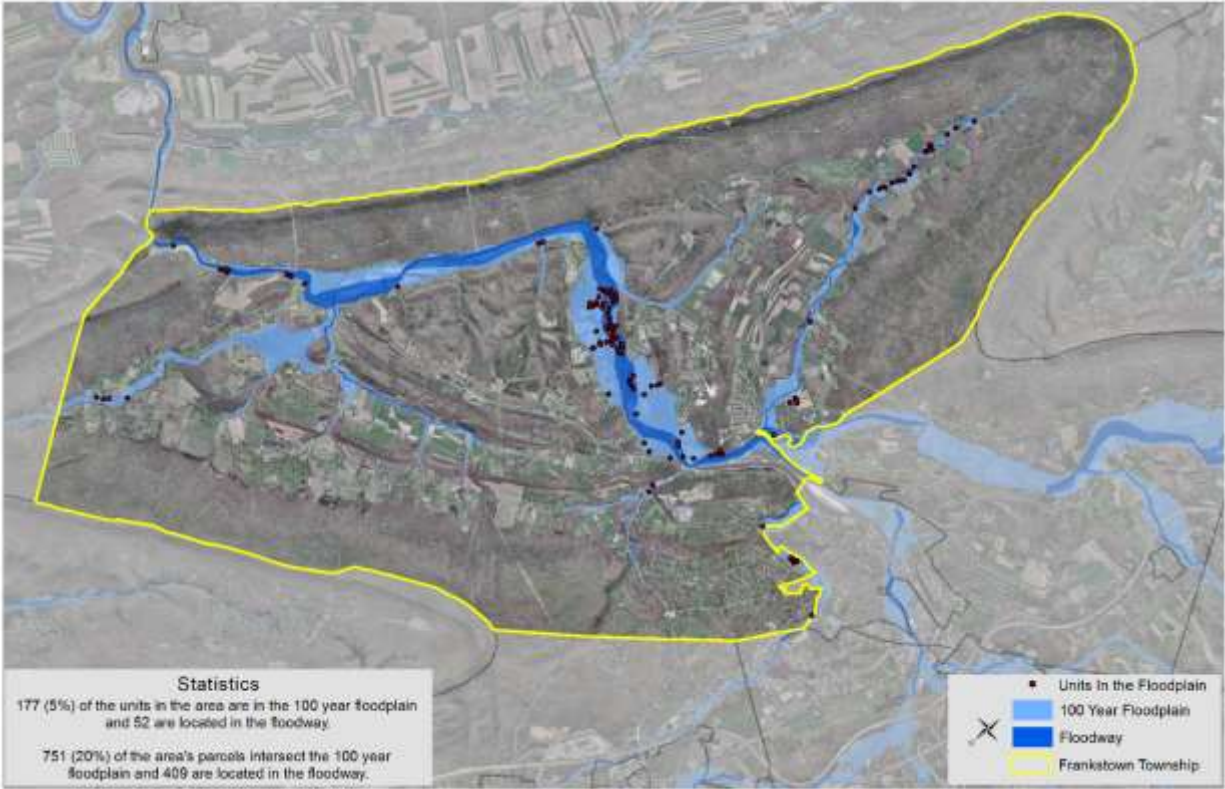 Statistics
177 (5%) of the units in the area are in the 100 year floodplain
and 52 are located in the floodway.
751 (20%) of the area's parcels intersect the 100 year
floodplain and 409 are located in the floodway.
Units In the Floodplain
100 Year Floodplain
Floodway
Frankstown Township